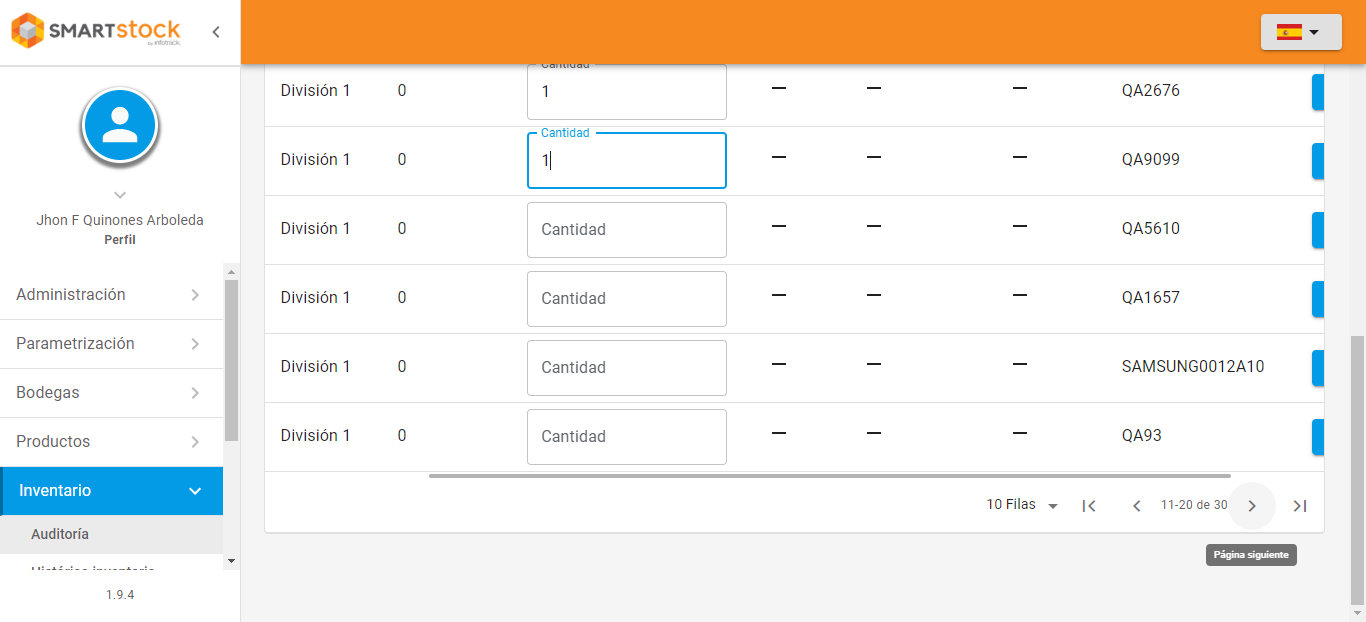 SMARTSTOCK
by infotrack.
Jhon F Quinones Arboleda
Perfil
Administración
Parametrización
Bodegas
Productos
Inventario
Auditoría
Histórico inventario
1.9.4
Cantidad
División 1 0 1 — — — QA2676
Cantidad
División 1 0 1 — — — QA9099
División 1 0 Cantidad — — — QA5610
División 1 0 Cantidad — — — QA1657
División 1 0 Cantidad — — — SAMSUNG0012A10
División 1 0 Cantidad — — — QA93
10 Filas 11-20 de 30
Página siguiente